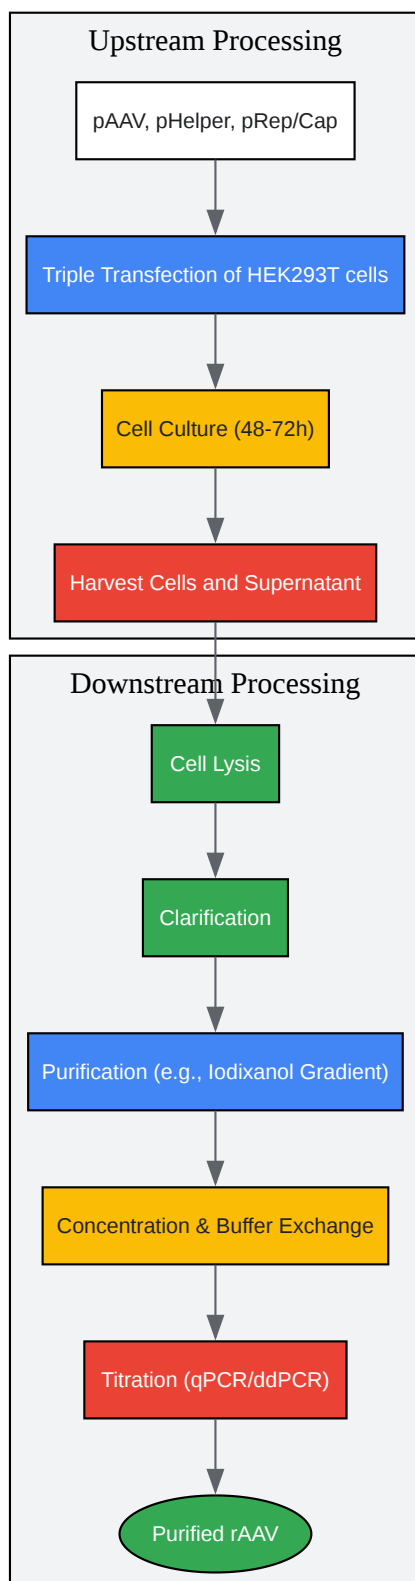 Upstream Processing
pAAV, pHelper, pRep/Cap
Triple Transfection of HEK293T cells
Cell Culture (48-72h)
Harvest Cells and Supernatant
Downstream Processing
Cell Lysis
Clarification
Purification (e.g., Iodixanol Gradient)
Concentration & Buffer Exchange
Titration (qPCR/ddPCR)
Purified rAAV